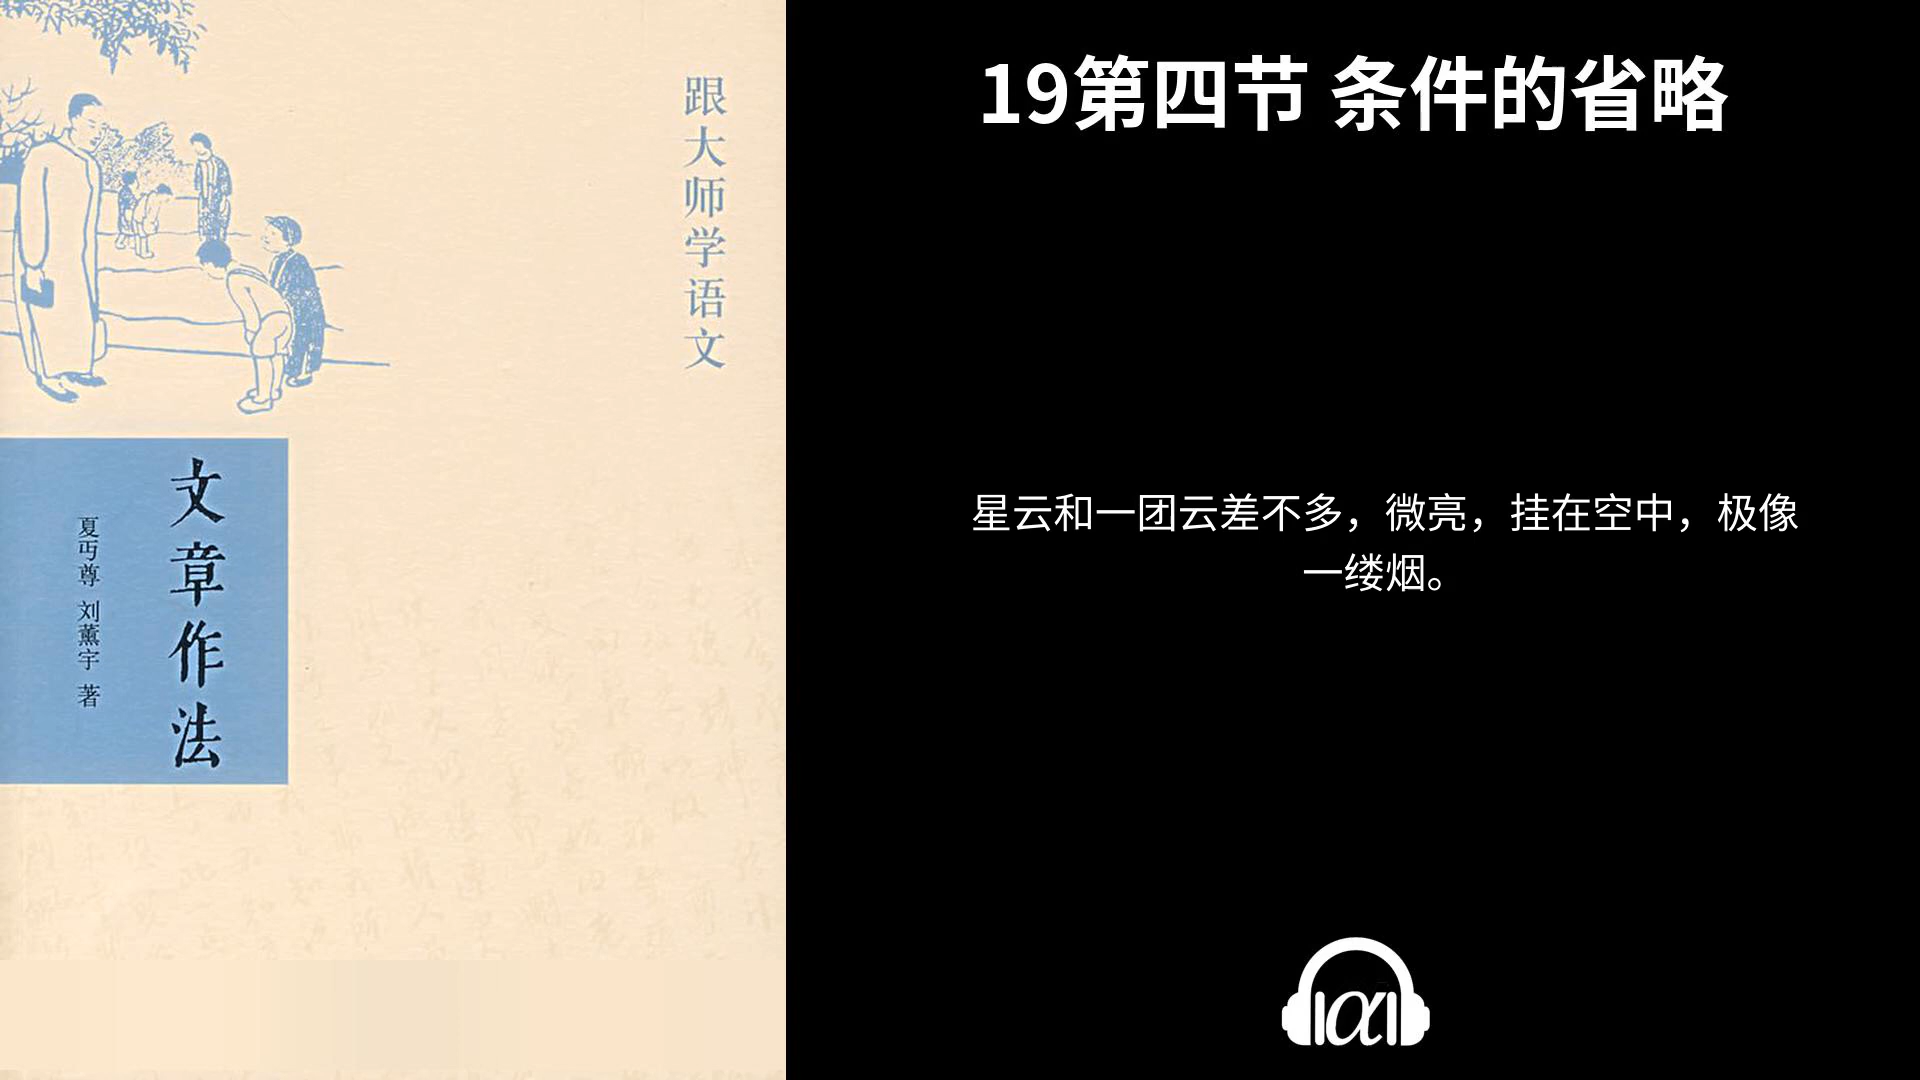 跟大师学语文
文章作法
夏丏尊 刘薰宇 著
19第四节 条件的省略
星云和一团云差不多，微亮，挂在空中，极像
一缕烟。